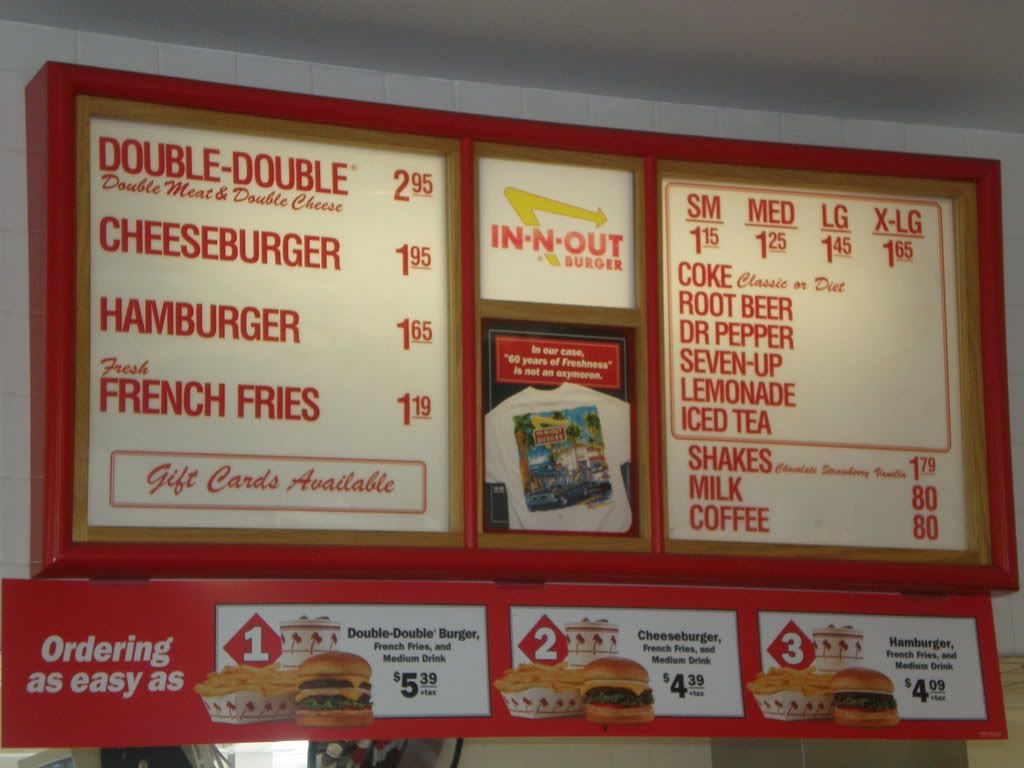 DOUBLE-DOUBLE® 2.95
Double Meat & Double Cheese
CHEESEBURGER 1.95
HAMBURGER 1.65
Fresh
FRENCH FRIES 1.19
Gift Cards Available
IN-N-OUT
BURGER
In our case,
"60 years of Freshness"
is not an oxymoron.
IN-N-OUT
BURGER
SM MED LG X-LG
1.15 1.25 1.45 1.65
COKE Classic or Diet
ROOT BEER
DR PEPPER
SEVEN-UP
LEMONADE
ICED TEA
SHAKES Chocolate Strawberry Vanilla 1.79
MILK 80
COFFEE 80
Ordering
as easy as
1
Double-Double® Burger,
French Fries, and
Medium Drink
$5.39
+tax
2
Cheeseburger,
French Fries, and
Medium Drink
$4.39
+tax
3
Hamburger,
French Fries, and
Medium Drink
$4.09
+tax